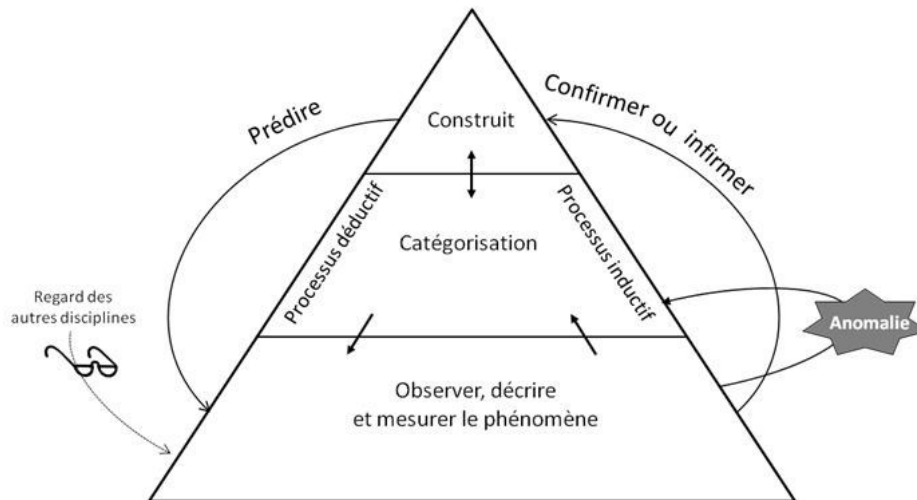 Prédire
Confirmer ou infirmer
Construit
Processus déductif
Processus inductif
Catégorisation
Regard des
autres disciplines
Anomalie
Observer, décrire
et mesurer le phénomène